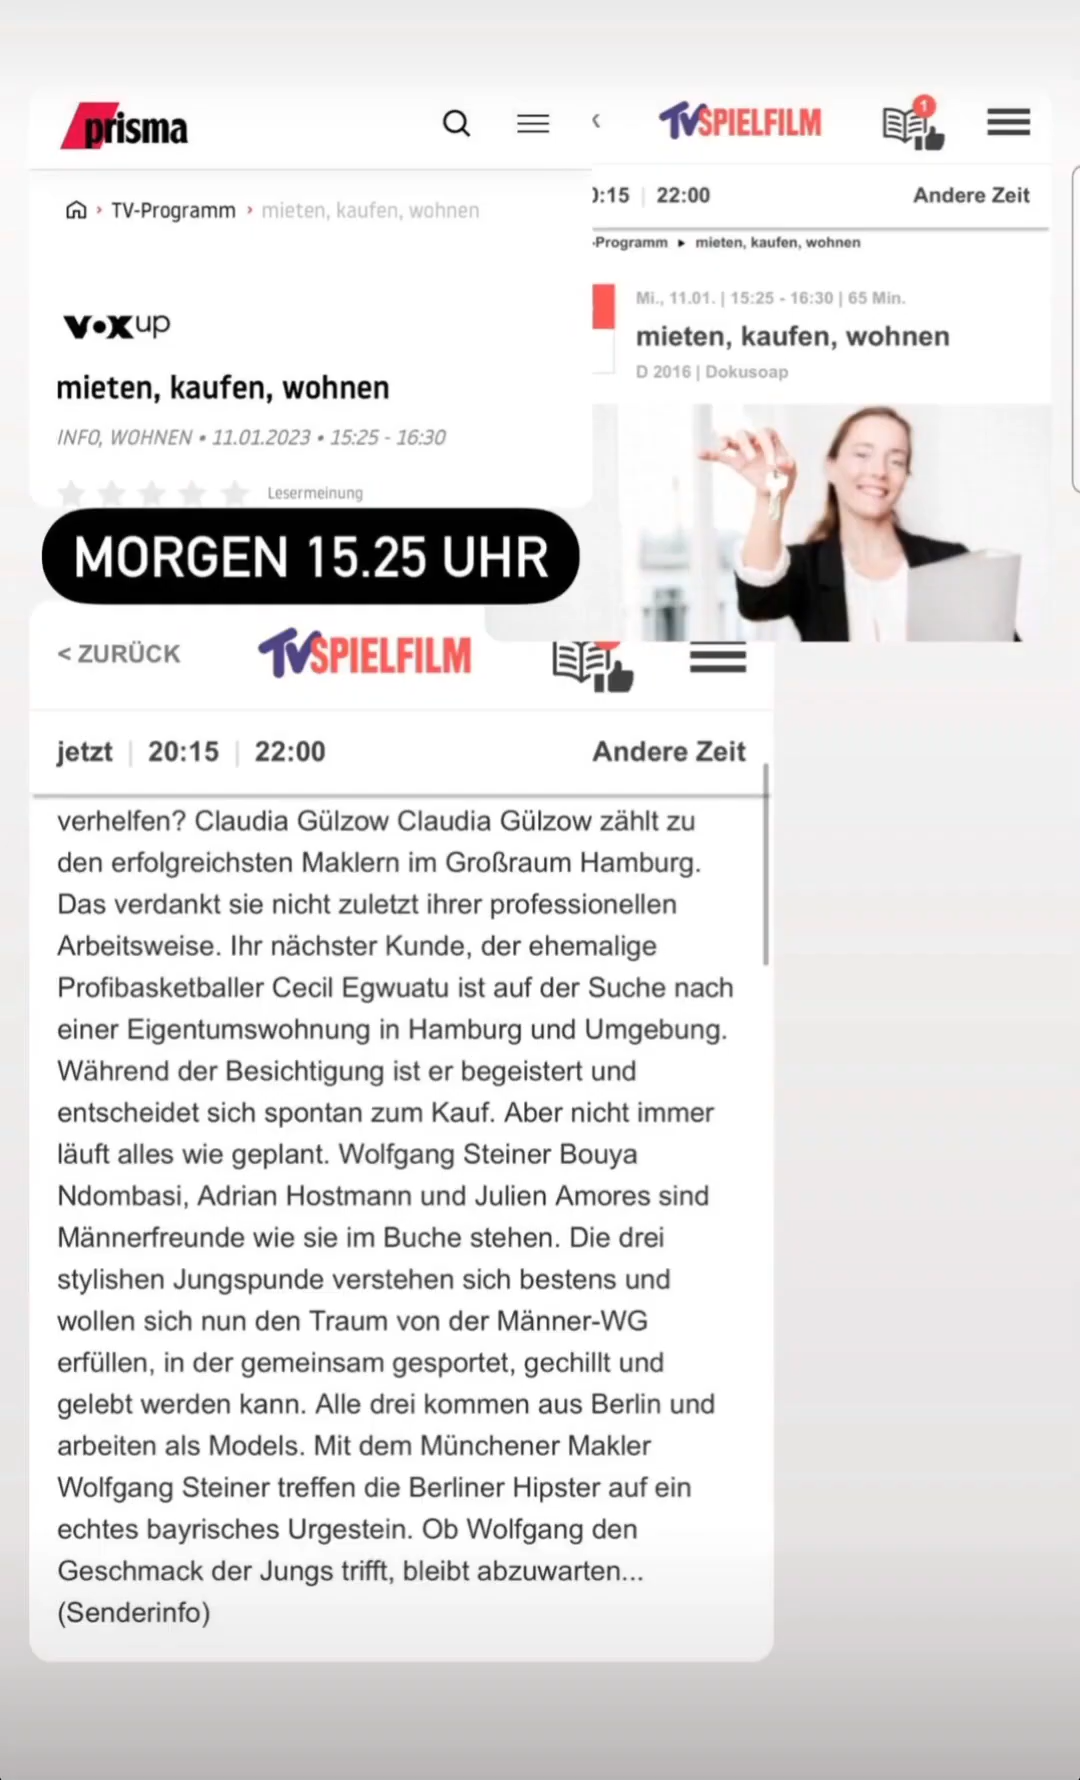 prisma
TV-Programm › mieten, kaufen, wohnen
VOXup
mieten, kaufen, wohnen
INFO, WOHNEN • 11.01.2023 • 15:25 - 16:30
Lesermeinung
TVSPIELFILM
1
0:15 | 22:00 Andere Zeit
-Programm ▸ mieten, kaufen, wohnen
Mi., 11.01. | 15:25 - 16:30 | 65 Min.
mieten, kaufen, wohnen
D 2016 | Dokusoap
MORGEN 15.25 UHR
< ZURÜCK
TVSPIELFILM
jetzt | 20:15 | 22:00 Andere Zeit
verhelfen? Claudia Gülzow Claudia Gülzow zählt zu
den erfolgreichsten Maklern im Großraum Hamburg.
Das verdankt sie nicht zuletzt ihrer professionellen
Arbeitsweise. Ihr nächster Kunde, der ehemalige
Profibasketballer Cecil Egwuatu ist auf der Suche nach
einer Eigentumswohnung in Hamburg und Umgebung.
Während der Besichtigung ist er begeistert und
entscheidet sich spontan zum Kauf. Aber nicht immer
läuft alles wie geplant. Wolfgang Steiner Bouya
Ndombasi, Adrian Hostmann und Julien Amores sind
Männerfreunde wie sie im Buche stehen. Die drei
stylishen Jungspunde verstehen sich bestens und
wollen sich nun den Traum von der Männer-WG
erfüllen, in der gemeinsam gesportet, gechillt und
gelebt werden kann. Alle drei kommen aus Berlin und
arbeiten als Models. Mit dem Münchener Makler
Wolfgang Steiner treffen die Berliner Hipster auf ein
echtes bayrisches Urgestein. Ob Wolfgang den
Geschmack der Jungs trifft, bleibt abzuwarten...
(Senderinfo)